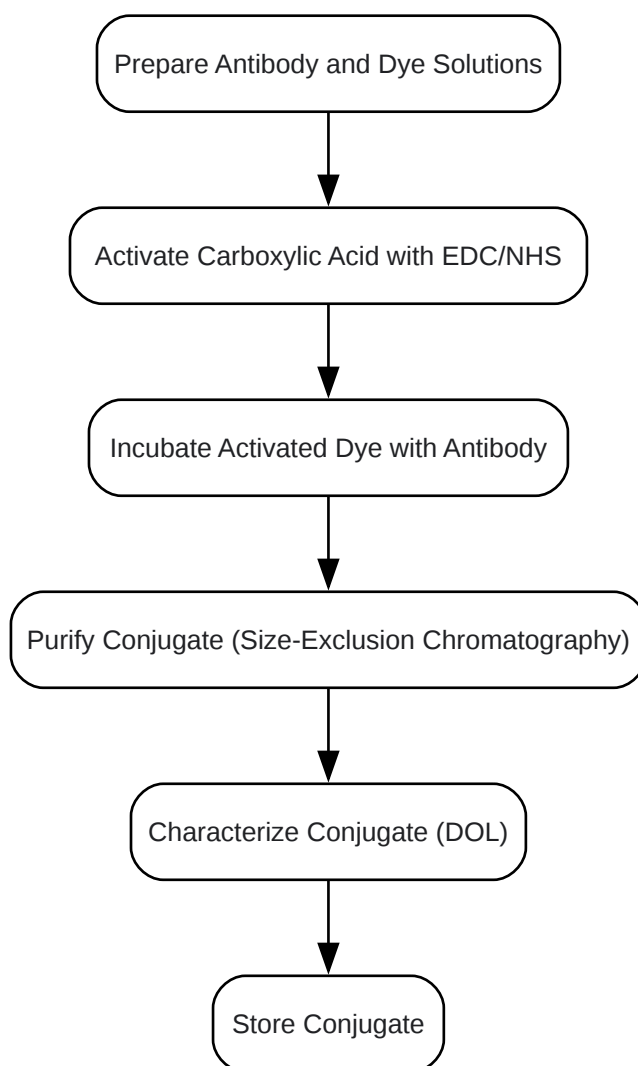 Prepare Antibody and Dye Solutions
Activate Carboxylic Acid with EDC/NHS
Incubate Activated Dye with Antibody
Purify Conjugate (Size-Exclusion Chromatography)
Characterize Conjugate (DOL)
Store Conjugate